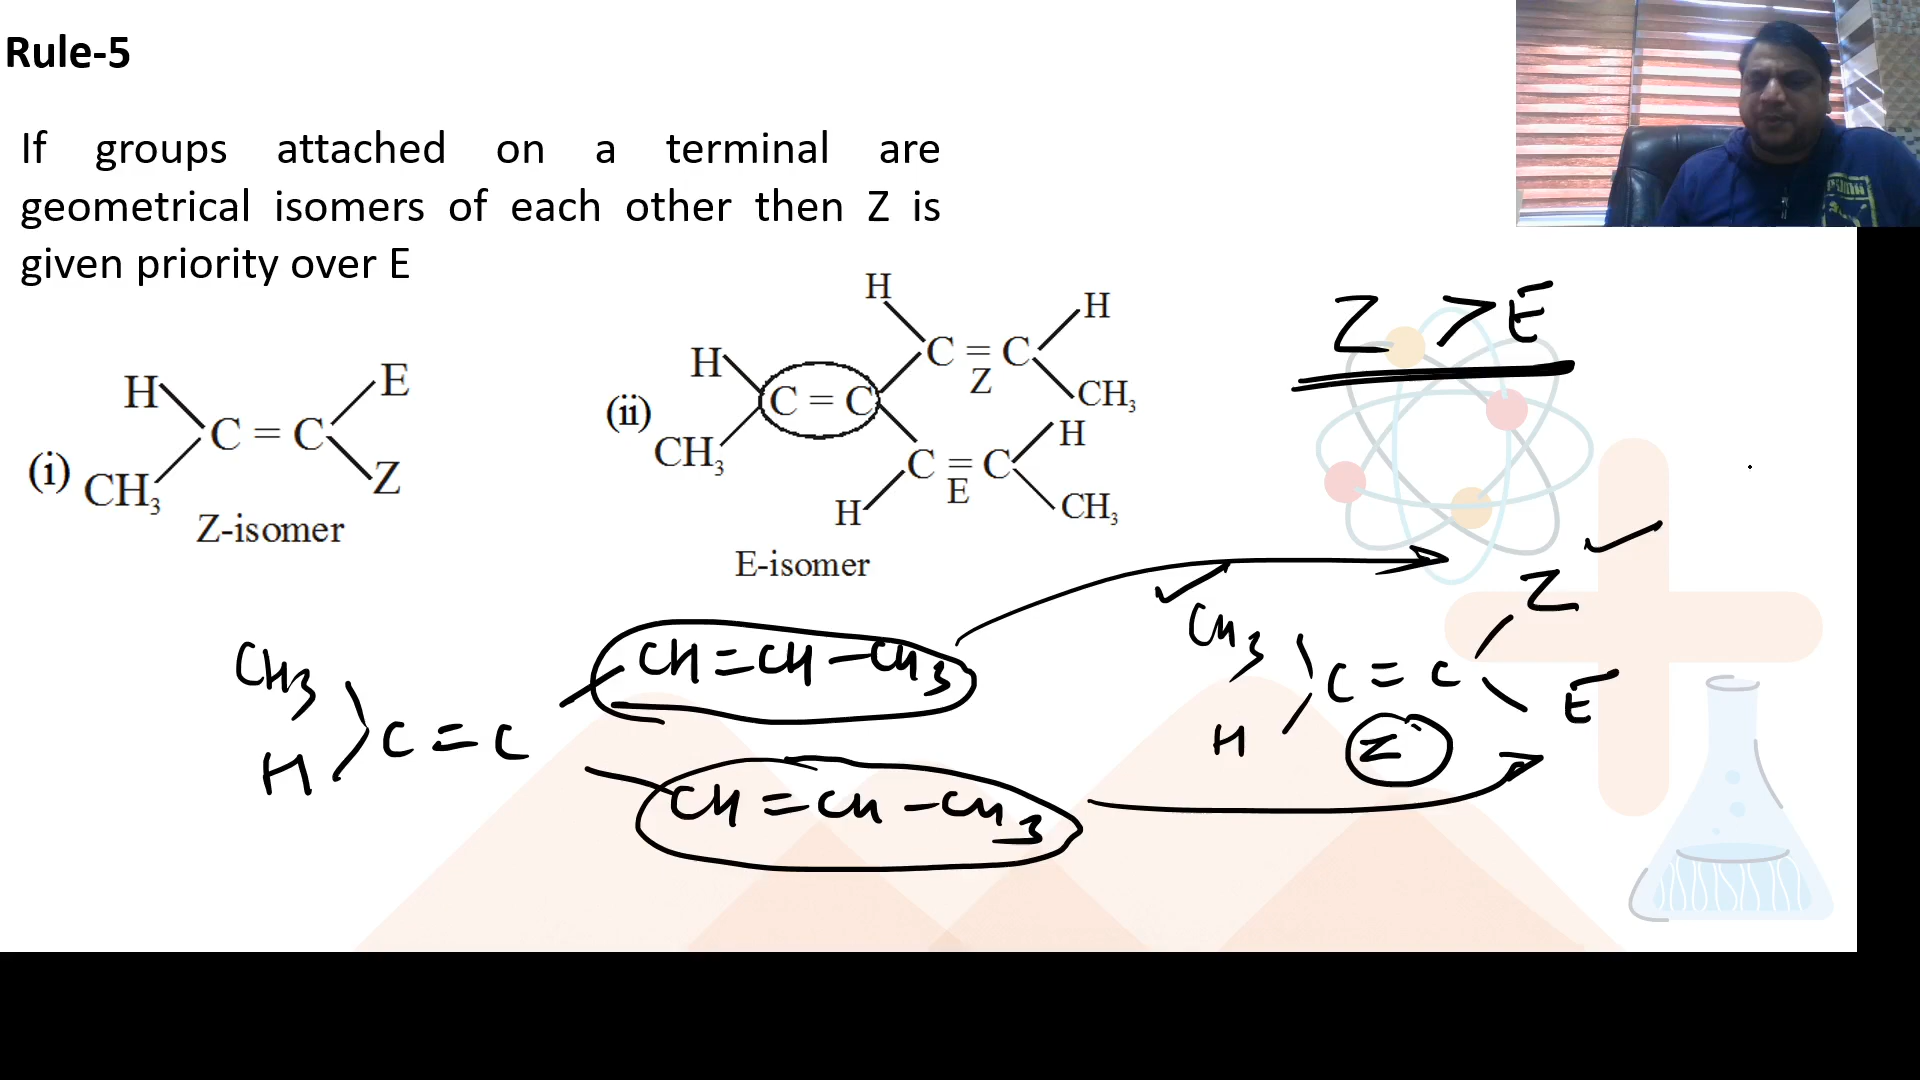 Rule-5
If groups attached on a terminal are
geometrical isomers of each other then Z is
given priority over E
Z > E
(i)
H E
C = C
CH₃ Z
Z-isomer
(ii)
H H
H C = C
Z
C = C CH₃
CH₃ H
C = C
E
H CH₃
E-isomer
CH₃ CH=CH-CH₃
C=C
H CH=CH-CH₃
CH₃ Z
C=C
H E
Z